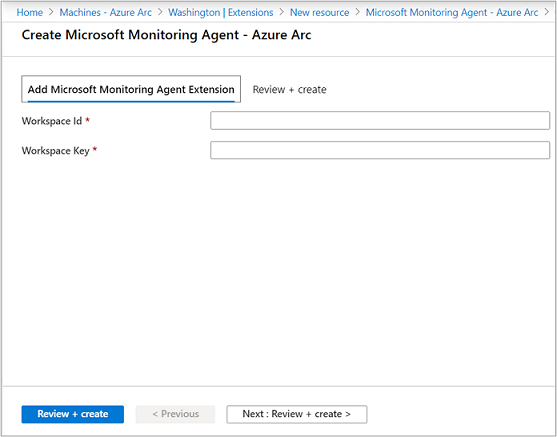 Home > Machines - Azure Arc > Washington | Extensions > New resource > Microsoft Monitoring Agent - Azure Arc >
Create Microsoft Monitoring Agent - Azure Arc
Add Microsoft Monitoring Agent Extension Review + create
Workspace Id *
Workspace Key *
Review + create < Previous Next : Review + create >